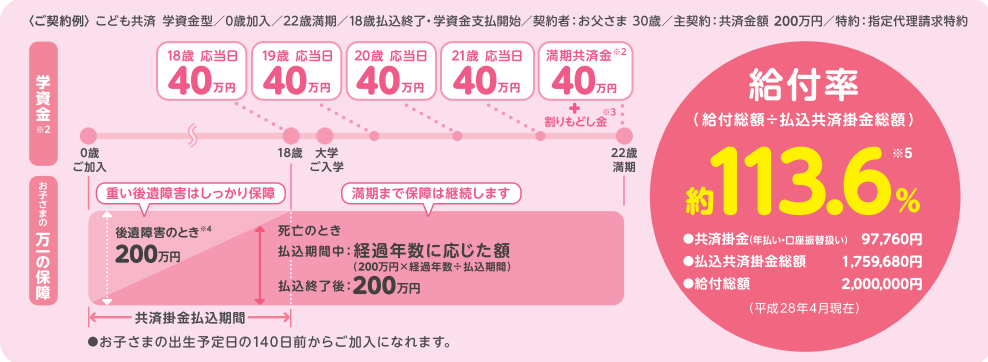 〈ご契約例〉 こども共済 学資金型／0歳加入／22歳満期／18歳払込終了・学資金支払開始／契約者：お父さま 30歳／主契約：共済金額 200万円／特約：指定代理請求特約
学資金※2
18歳 応当日
40万円
19歳 応当日
40万円
20歳 応当日
40万円
21歳 応当日
40万円
満期共済金※2
40万円
+
割りもどし金※3
0歳
ご加入
18歳
大学
ご入学
22歳
満期
お子さまの
万一の保障
重い後遺障害はしっかり保障
満期まで保障は継続します
後遺障害のとき※4
200万円
死亡のとき
払込期間中：経過年数に応じた額
(200万円×経過年数÷払込期間)
払込終了後：200万円
共済掛金払込期間
●お子さまの出生予定日の140日前からご加入になれます。
給付率
（給付総額÷払込共済掛金総額）
約113.6%※5
●共済掛金(年払い・口座振替扱い) 97,760円
●払込共済掛金総額 1,759,680円
●給付総額 2,000,000円
（平成28年4月現在）